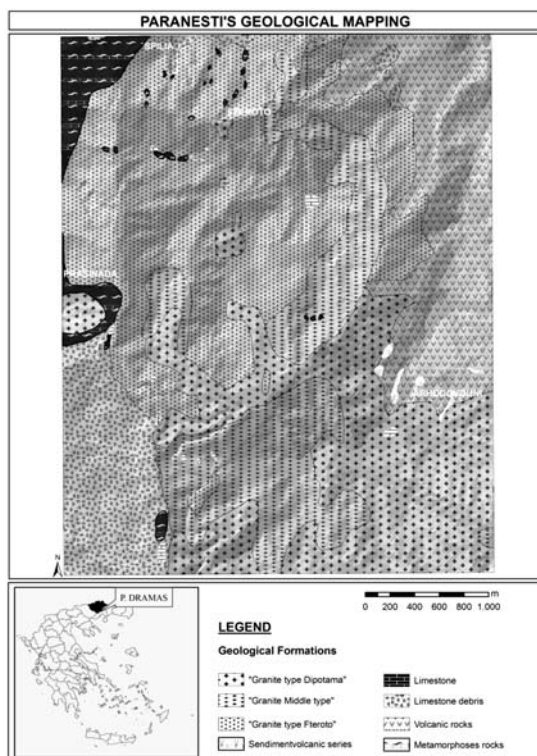 PARANESTI'S GEOLOGICAL MAPPING
SPILIA
N
P. DRAMAS
m
0 200 400 600 800 1.000
LEGEND
Geological Formations
"Granite type Dipotama"
"Granite Middle type"
"Granite type Fteroto"
Sendimentvolcanic series
Limestone
Limestone debris
Volcanic rocks
Metamorphoses rocks